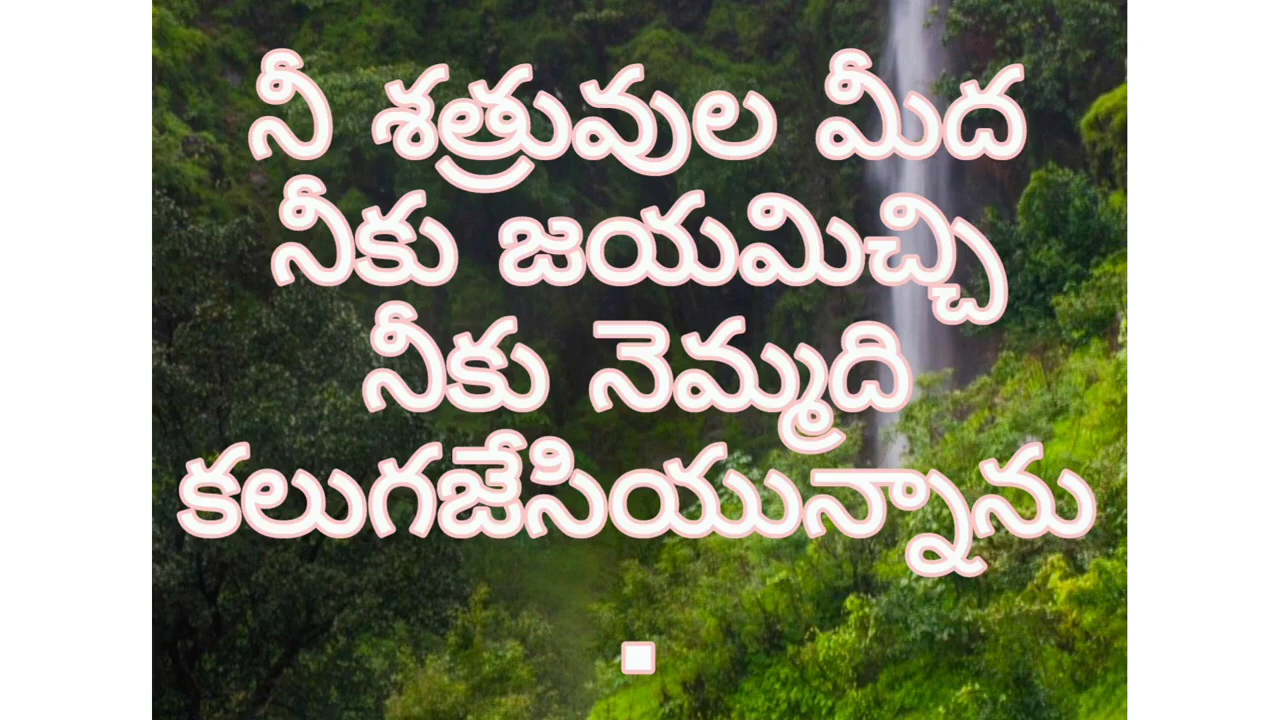 నీ శత్రువుల మీద
నీకు జయమిచ్చి
నీకు నెమ్మది
కలుగజేసియున్నాను
.